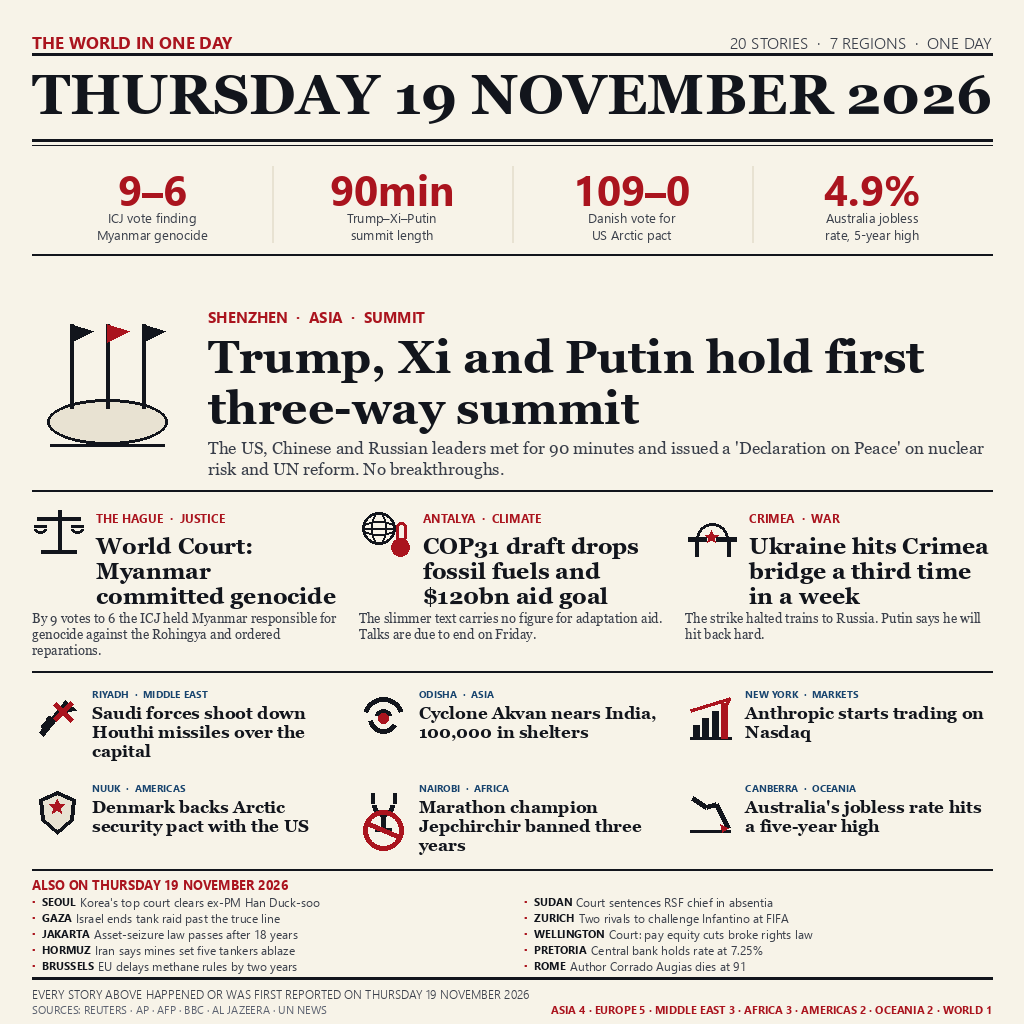 THE WORLD IN ONE DAY
20 STORIES · 7 REGIONS · ONE DAY
THURSDAY 19 NOVEMBER 2026
9–6
ICJ vote finding
Myanmar genocide
90min
Trump–Xi–Putin
summit length
109–0
Danish vote for
US Arctic pact
4.9%
Australia jobless
rate, 5-year high
SHENZHEN · ASIA · SUMMIT
Trump, Xi and Putin hold first
three-way summit
The US, Chinese and Russian leaders met for 90 minutes and issued a 'Declaration on Peace' on nuclear
risk and UN reform. No breakthroughs.
THE HAGUE · JUSTICE
World Court:
Myanmar
committed genocide
By 9 votes to 6 the ICJ held Myanmar responsible for
genocide against the Rohingya and ordered
reparations.
ANTALYA · CLIMATE
COP31 draft drops
fossil fuels and
$120bn aid goal
The slimmer text carries no figure for adaptation aid.
Talks are due to end on Friday.
CRIMEA · WAR
Ukraine hits Crimea
bridge a third time
in a week
The strike halted trains to Russia. Putin says he will
hit back hard.
RIYADH · MIDDLE EAST
Saudi forces shoot down
Houthi missiles over the
capital
ODISHA · ASIA
Cyclone Akvan nears India,
100,000 in shelters
NEW YORK · MARKETS
Anthropic starts trading on
Nasdaq
NUUK · AMERICAS
Denmark backs Arctic
security pact with the US
NAIROBI · AFRICA
Marathon champion
Jepchirchir banned three
years
CANBERRA · OCEANIA
Australia's jobless rate hits
a five-year high
ALSO ON THURSDAY 19 NOVEMBER 2026
· SEOUL Korea's top court clears ex-PM Han Duck-soo
· GAZA Israel ends tank raid past the truce line
· JAKARTA Asset-seizure law passes after 18 years
· HORMUZ Iran says mines set five tankers ablaze
· BRUSSELS EU delays methane rules by two years
· SUDAN Court sentences RSF chief in absentia
· ZURICH Two rivals to challenge Infantino at FIFA
· WELLINGTON Court: pay equity cuts broke rights law
· PRETORIA Central bank holds rate at 7.25%
· ROME Author Corrado Augias dies at 91
EVERY STORY ABOVE HAPPENED OR WAS FIRST REPORTED ON THURSDAY 19 NOVEMBER 2026
SOURCES: REUTERS · AP · AFP · BBC · AL JAZEERA · UN NEWS
ASIA 4 · EUROPE 5 · MIDDLE EAST 3 · AFRICA 3 · AMERICAS 2 · OCEANIA 2 · WORLD 1